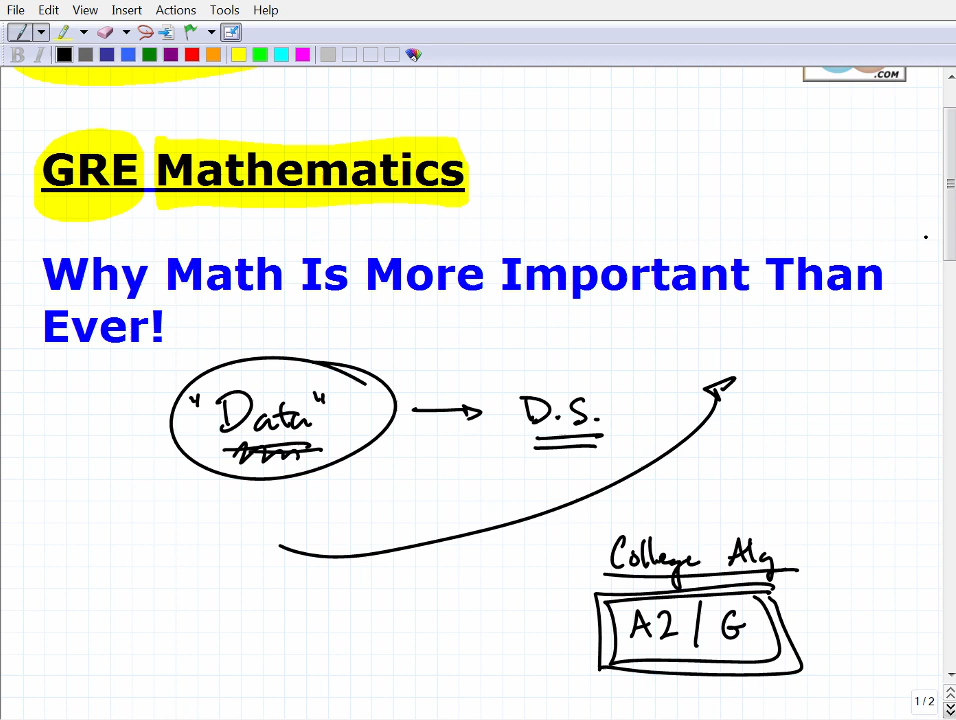 File Edit View Insert Actions Tools Help
B I
.COM
GRE Mathematics
Why Math Is More Important Than
Ever!
"Data" D.S.
College Alg
A2 / G
1 / 2